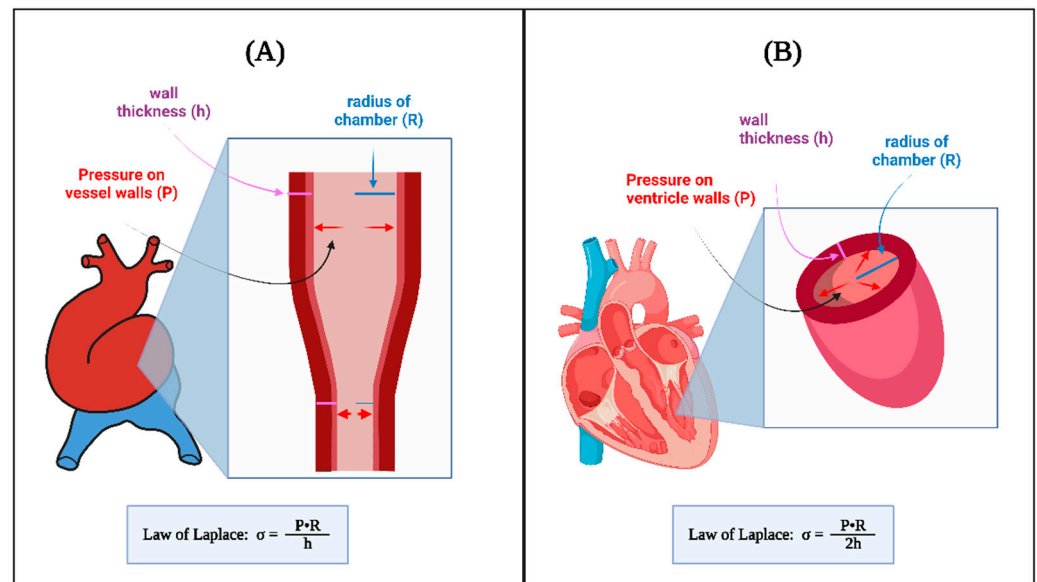 (A)
wall
thickness (h)
radius of
chamber (R)
Pressure on
vessel walls (P)
Law of Laplace: σ = P•R
h
(B)
wall
thickness (h)
radius of
chamber (R)
Pressure on
ventricle walls (P)
Law of Laplace: σ = P•R
2h